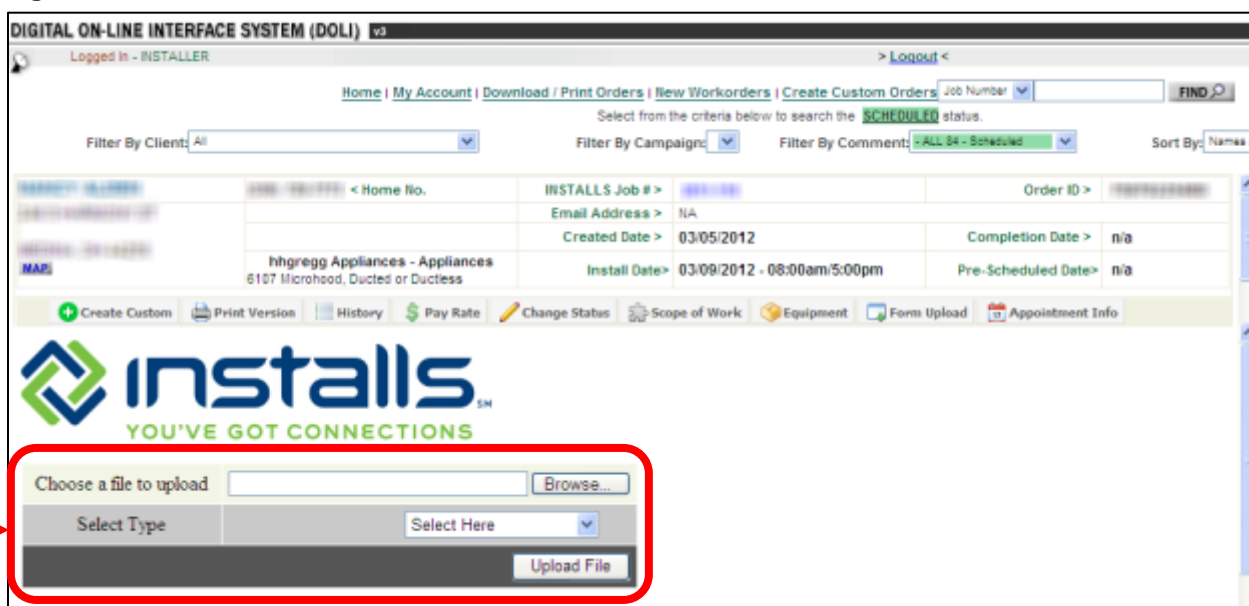 DIGITAL ON-LINE INTERFACE SYSTEM (DOLI) v3
Logged In - INSTALLER > Logout <
Home | My Account | Download / Print Orders | New Workorders | Create Custom Orders Job Number FIND
Select from the criteria below to search the SCHEDULED status.
Filter By Client: All Filter By Campaign: Filter By Comment: - ALL 84 - Scheduled Sort By: Names
< Home No. INSTALLS Job # > Order ID >
Email Address > NA
Created Date > 03/05/2012 Completion Date > n/a
MAP hhgregg Appliances - Appliances
6107 Microhood, Ducted or Ductless Install Date> 03/09/2012 - 08:00am/5:00pm Pre-Scheduled Date> n/a
Create Custom Print Version History Pay Rate Change Status Scope of Work Equipment Form Upload Appointment Info
installs SM
YOU'VE GOT CONNECTIONS
Choose a file to upload Browse...
Select Type Select Here
Upload File